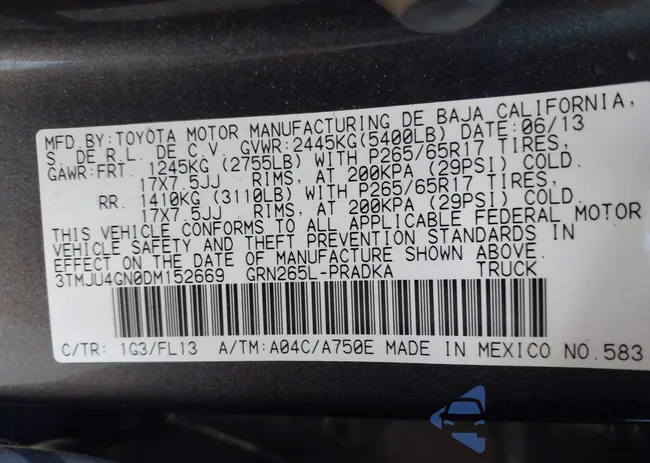 MFD.BY:TOYOTA MOTOR MANUFACTURING DE BAJA CALIFORNIA,
S. DE R.L. DE C.V. GVWR:2445KG(5400LB) DATE:06/13
GAWR:FRT. 1245KG (2755LB) WITH P265/65R17 TIRES,
17X7.5JJ RIMS, AT 200KPA (29PSI) COLD.
RR. 1410KG (3110LB) WITH P265/65R17 TIRES,
17X7.5JJ RIMS, AT 200KPA (29PSI) COLD.
THIS VEHICLE CONFORMS TO ALL APPLICABLE FEDERAL MOTOR
VEHICLE SAFETY AND THEFT PREVENTION STANDARDS IN
EFFECT ON THE DATE OF MANUFACTURE SHOWN ABOVE.
3TMJU4GN0DM152669 GRN265L-PRADKA TRUCK
C/TR: 1G3/FL13 A/TM:A04C/A750E MADE IN MEXICO NO.583